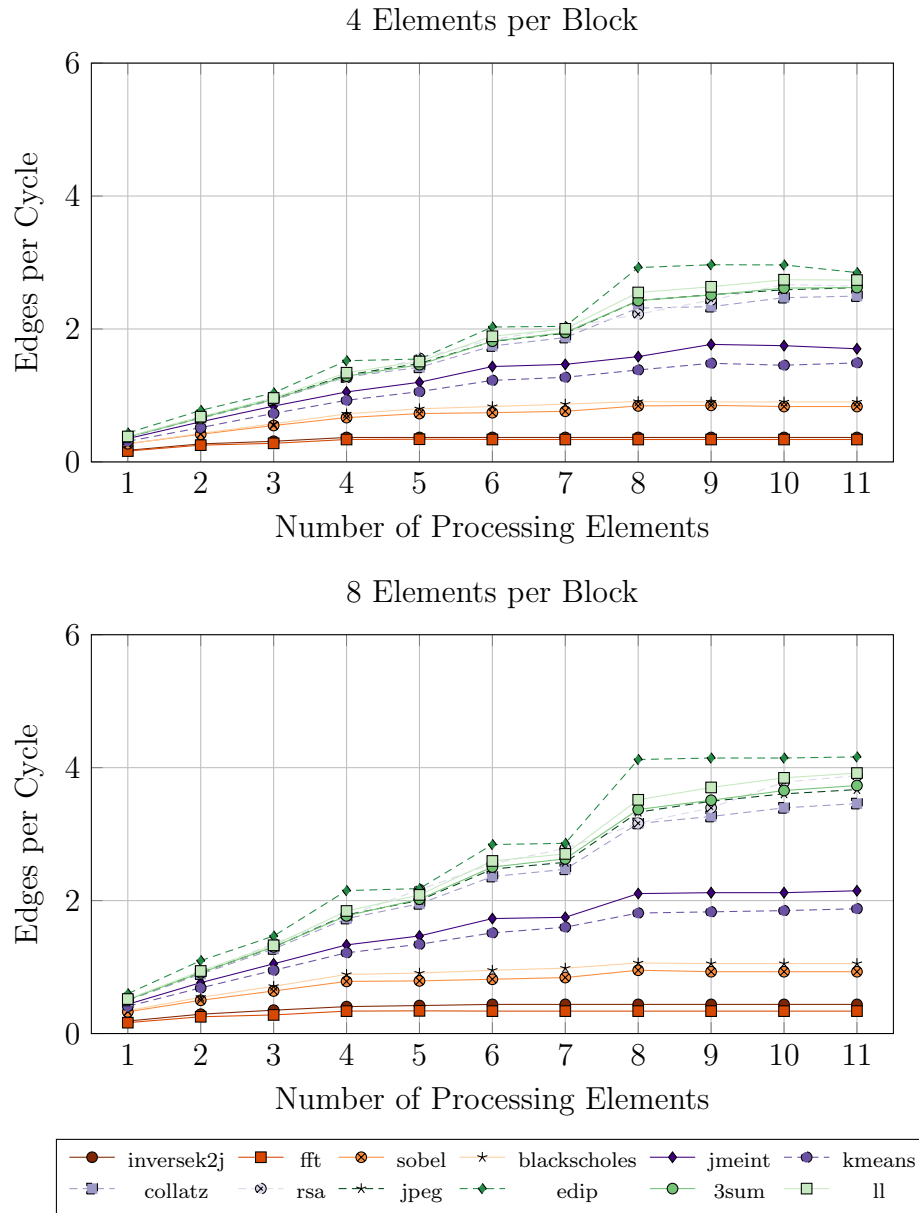 4 Elements per Block
6
4
2
0
Edges per Cycle
1 2 3 4 5 6 7 8 9 10 11
Number of Processing Elements
8 Elements per Block
6
4
2
0
Edges per Cycle
1 2 3 4 5 6 7 8 9 10 11
Number of Processing Elements
inversek2j fft sobel blackscholes jmeint kmeans
collatz rsa jpeg edip 3sum ll